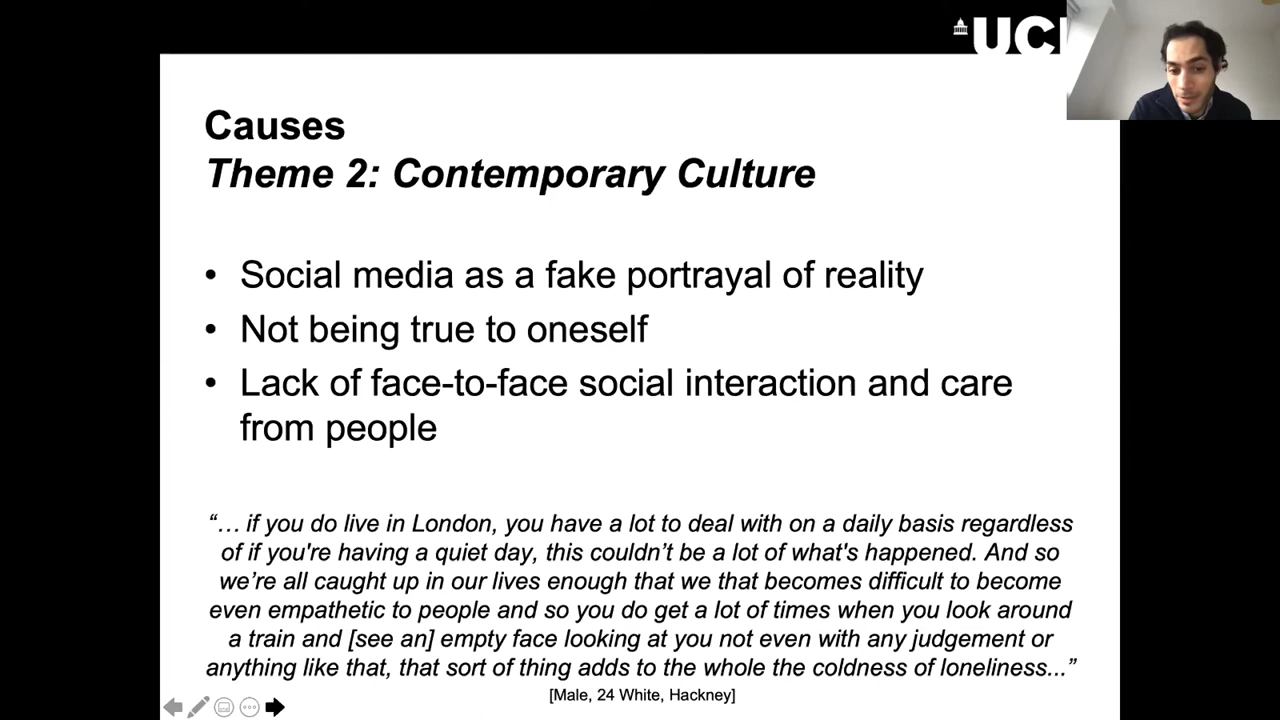 UCL
Causes
Theme 2: Contemporary Culture
• Social media as a fake portrayal of reality
• Not being true to oneself
• Lack of face-to-face social interaction and care
from people
“… if you do live in London, you have a lot to deal with on a daily basis regardless
of if you're having a quiet day, this couldn’t be a lot of what's happened. And so
we’re all caught up in our lives enough that we that becomes difficult to become
even empathetic to people and so you do get a lot of times when you look around
a train and [see an] empty face looking at you not even with any judgement or
anything like that, that sort of thing adds to the whole the coldness of loneliness...”
[Male, 24 White, Hackney]